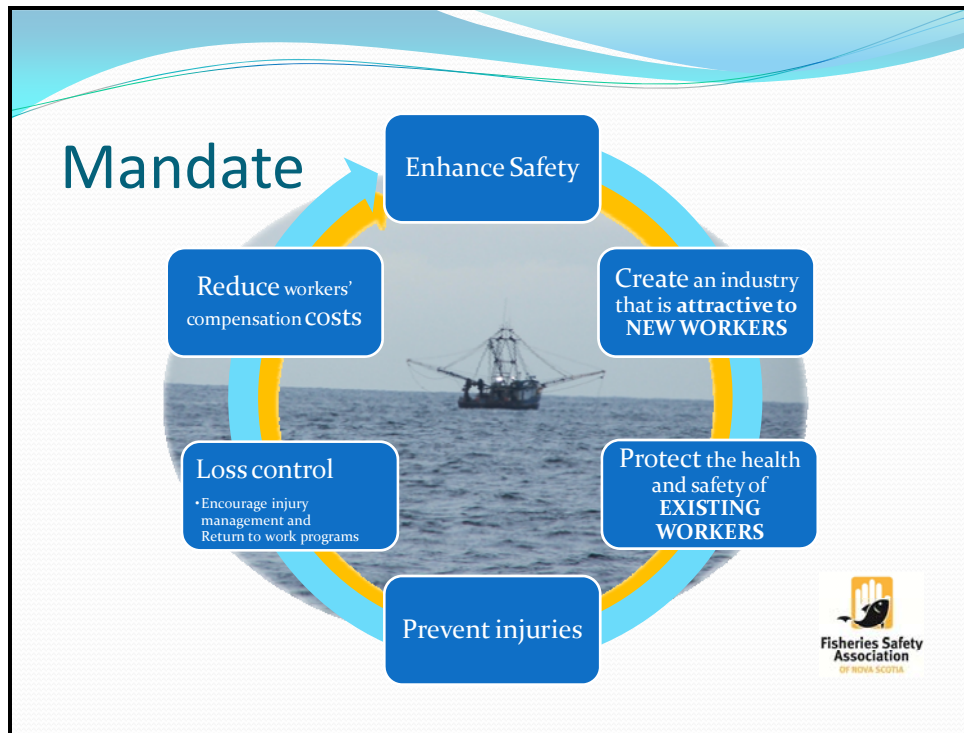 Mandate
Enhance Safety
Create an industry
that is attractive to
NEW WORKERS
Protect the health
and safety of
EXISTING
WORKERS
Prevent injuries
Loss control
•Encourage injury
management and
Return to work programs
Reduce workers'
compensation costs
Fisheries Safety
Association
OF NOVA SCOTIA